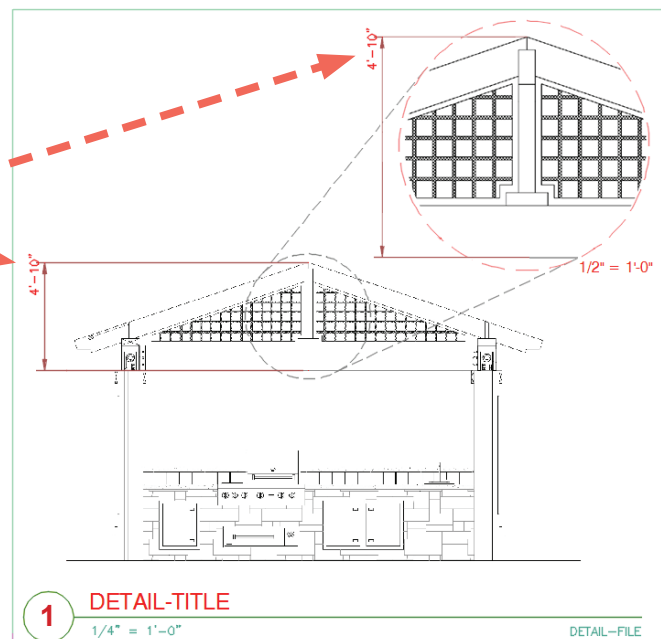 4'-10"
1/2" = 1'-0"
4'-10"
1
DETAIL-TITLE
1/4" = 1'-0"
DETAIL-FILE